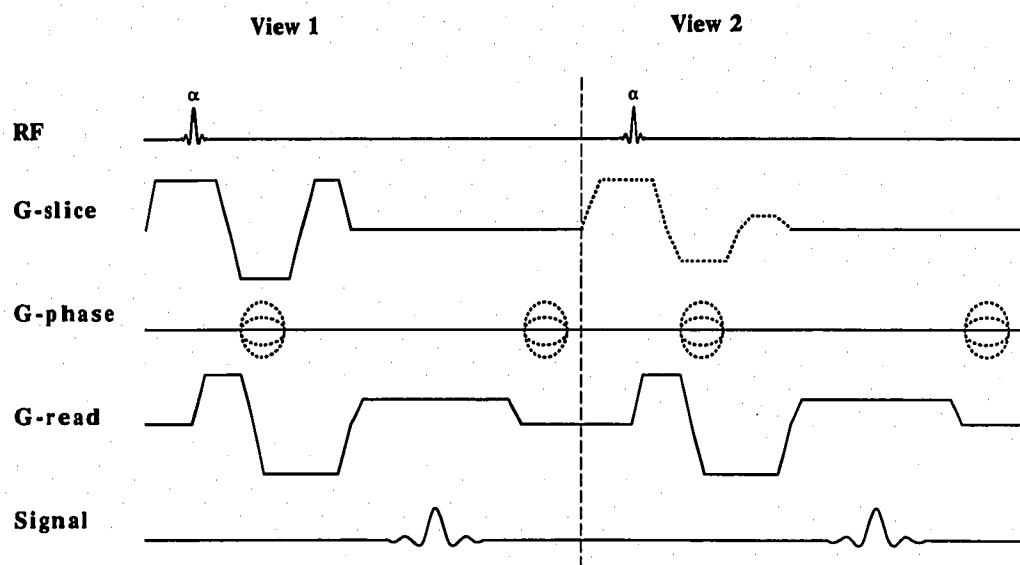 View 1 View 2
α α
RF
G-slice
G-phase
G-read
Signal